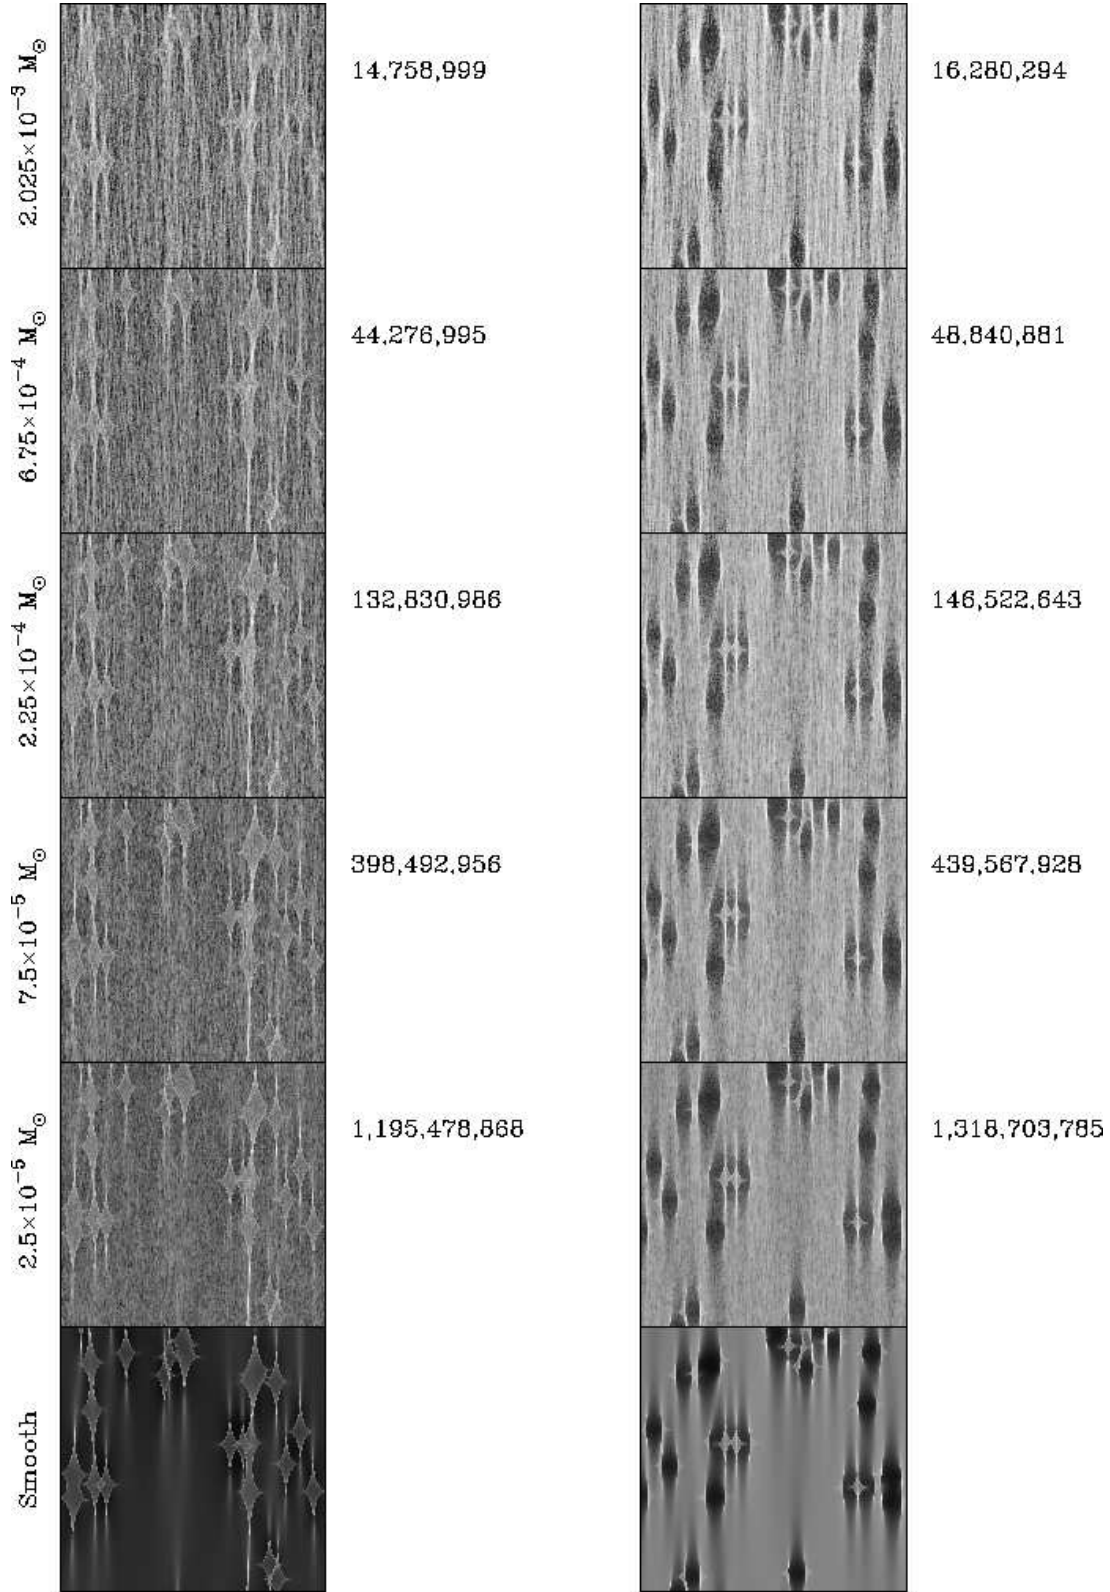 2.025×10⁻³ M☉
14,758,999
16,280,294
6.75×10⁻⁴ M☉
44,276,995
48,840,881
2.25×10⁻⁴ M☉
132,830,986
146,522,643
7.5×10⁻⁵ M☉
398,492,956
439,567,928
2.5×10⁻⁵ M☉
1,195,478,868
1,318,703,785
Smooth